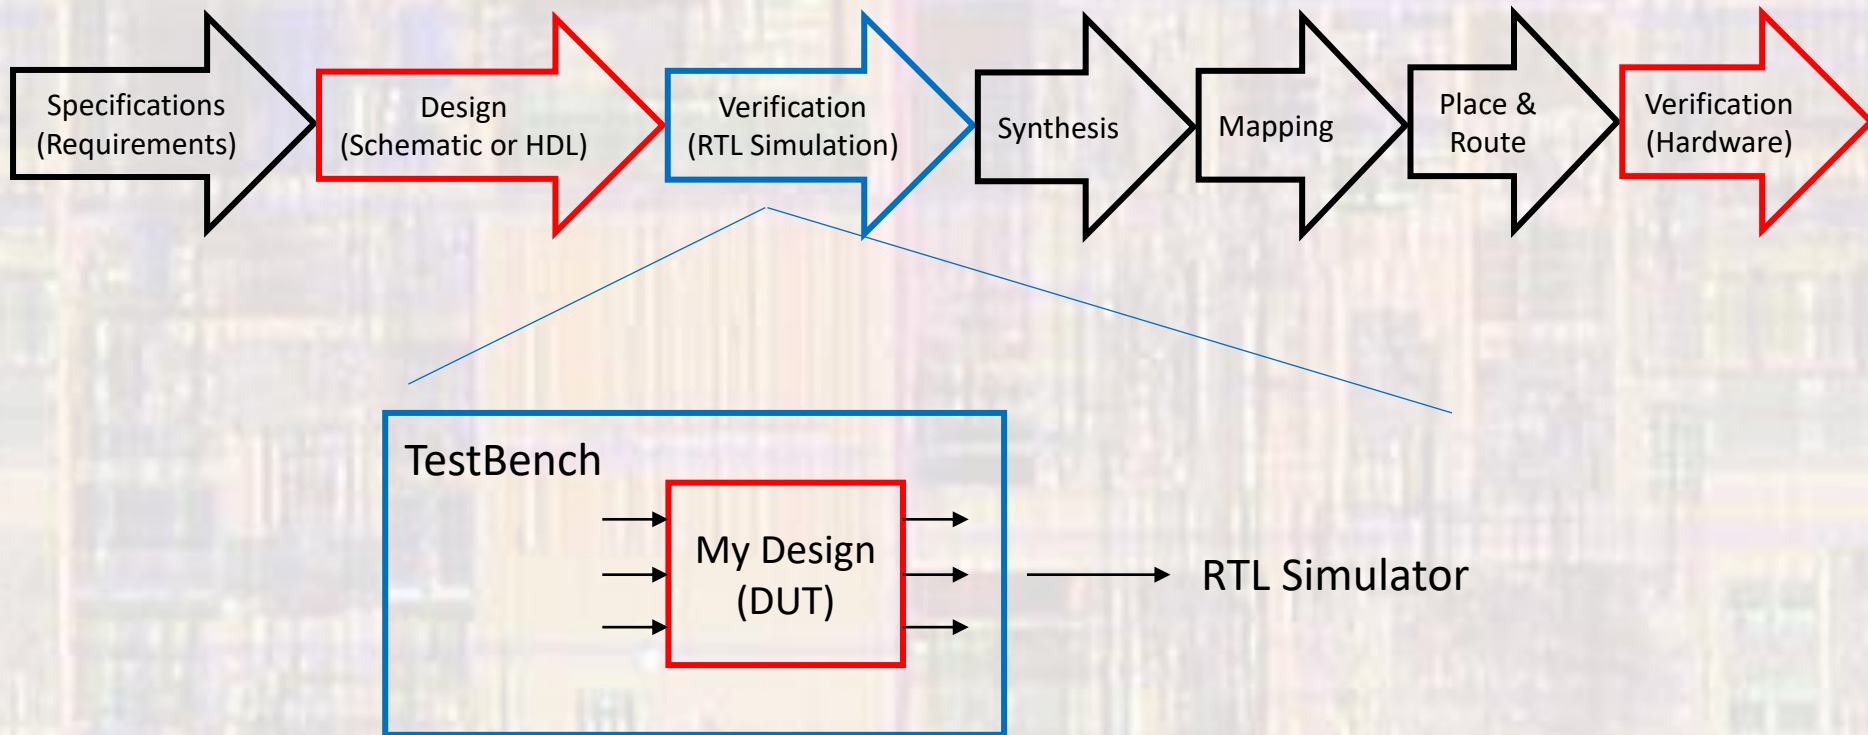 Specifications
(Requirements)
Design
(Schematic or HDL)
Verification
(RTL Simulation)
Synthesis
Mapping
Place &
Route
Verification
(Hardware)
TestBench
My Design
(DUT)
RTL Simulator